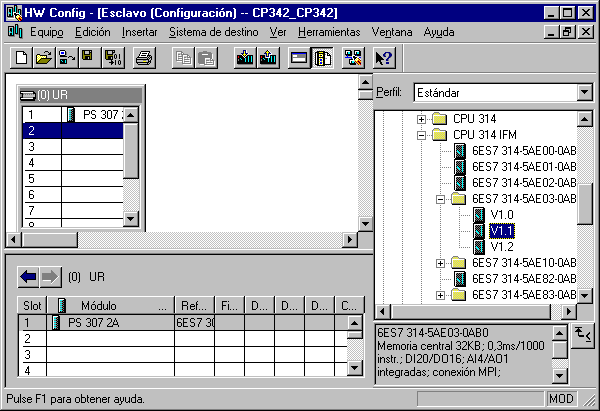 HW Config - [Esclavo (Configuración) -- CP342_CP342]
Equipo Edición Insertar Sistema de destino Ver Herramientas Ventana Ayuda
(0) UR
1 PS 307 2A
2
3
4
5
6
7
8
Perfil: Estándar
CPU 314
CPU 314 IFM
6ES7 314-5AE00-0AB
6ES7 314-5AE01-0AB
6ES7 314-5AE02-0AB
6ES7 314-5AE03-0AB
V1.0
V1.1
V1.2
6ES7 314-5AE10-0AB
6ES7 314-5AE82-0AB
6ES7 314-5AE83-0AB
(0) UR
Slot Módulo ... Ref... Fi... D... D... D... C...
1 PS 307 2A 6ES7 30
2
3
4
6ES7 314-5AE03-0AB0
Memoria central 32KB; 0,3ms/1000
instr.; DI20/DO16; AI4/AO1
integradas; conexión MPI;
Pulse F1 para obtener ayuda.
MOD